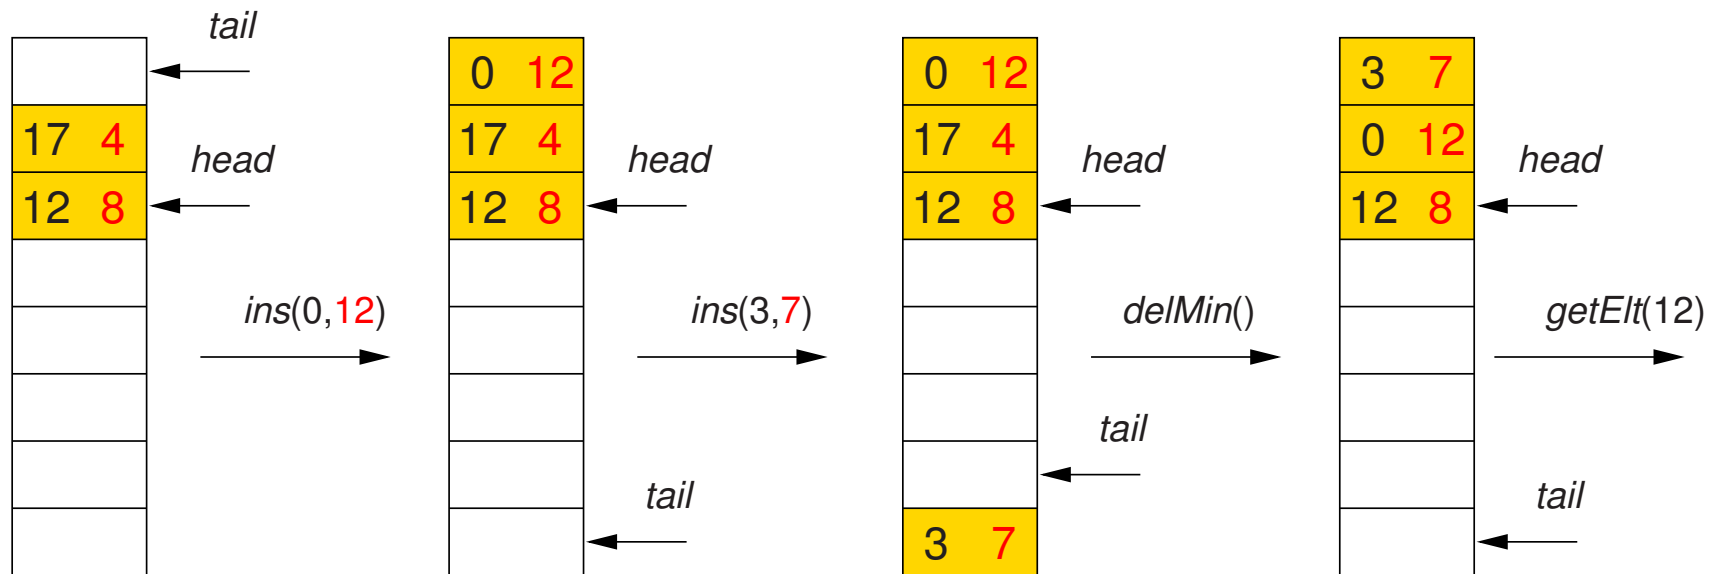 tail
17 4
head
12 8
ins(0,12)
0 12
17 4
head
12 8
ins(3,7)
tail
0 12
17 4
head
12 8
delMin()
tail
3 7
3 7
0 12
head
12 8
getElt(12)
tail